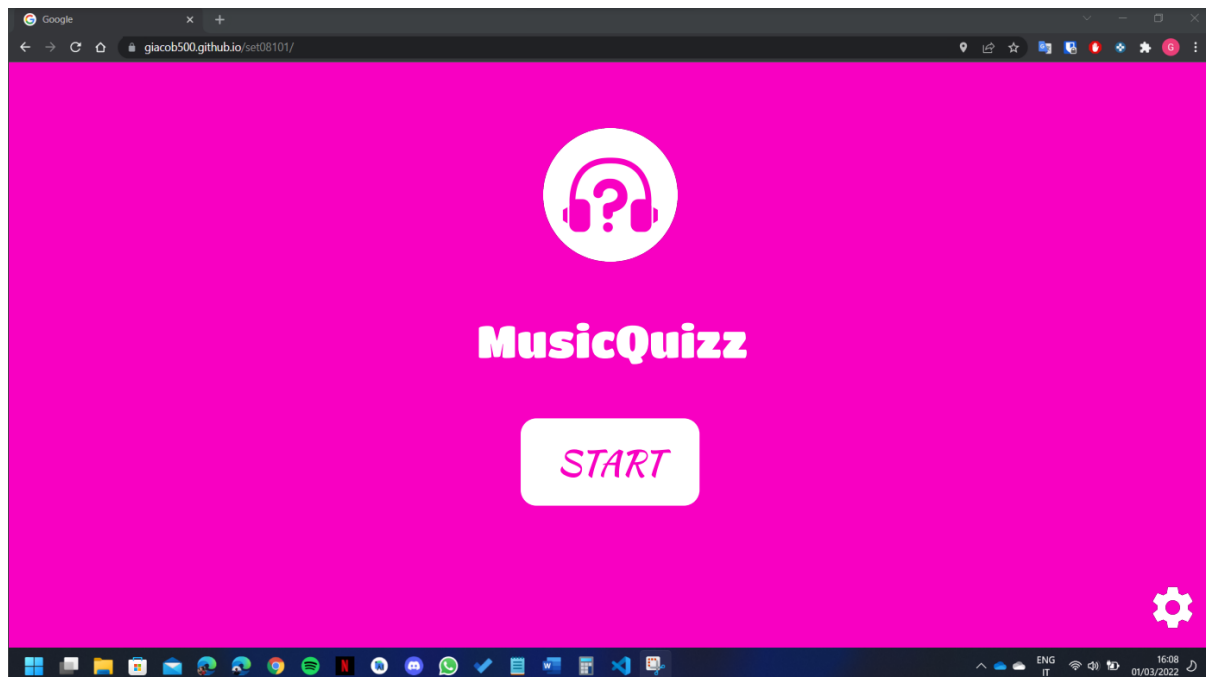 Google
giacob500.github.io/set08101/
G
?
MusicQuizz
START
N
W
ENG
IT
16:08
01/03/2022